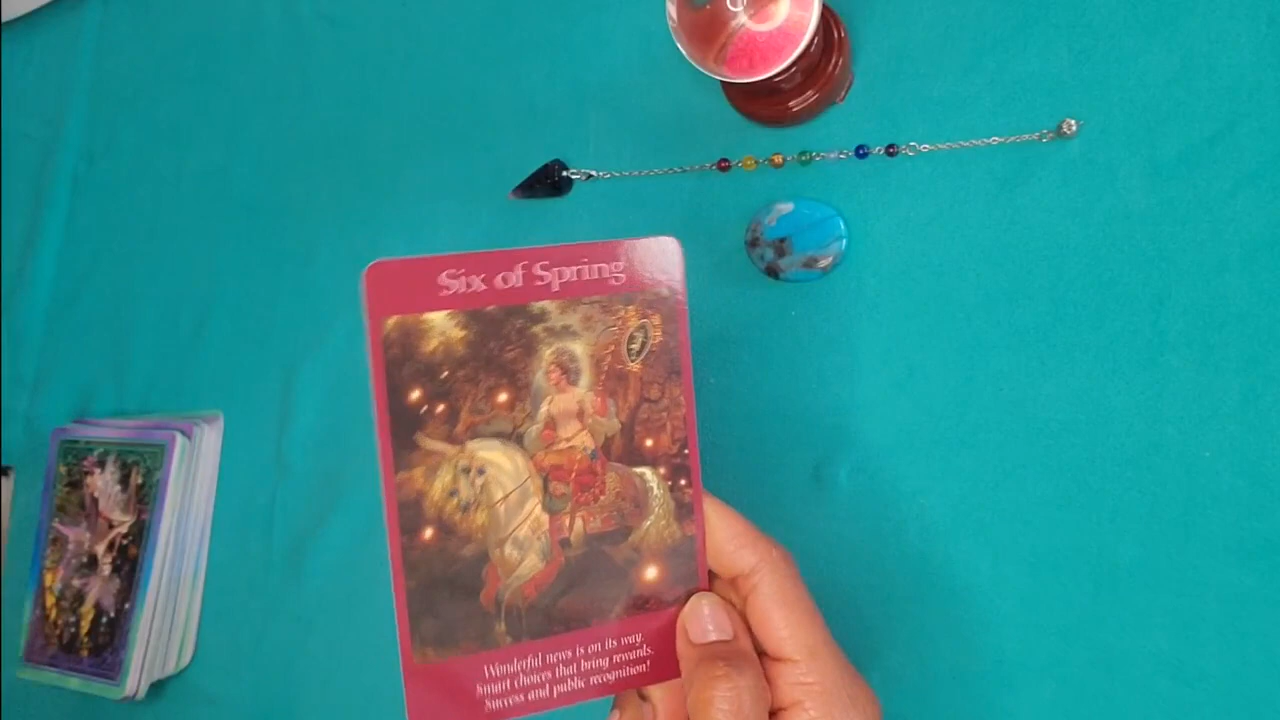 Six of Spring
Wonderful news is on its way.
Smart choices that bring rewards.
Success and public recognition!